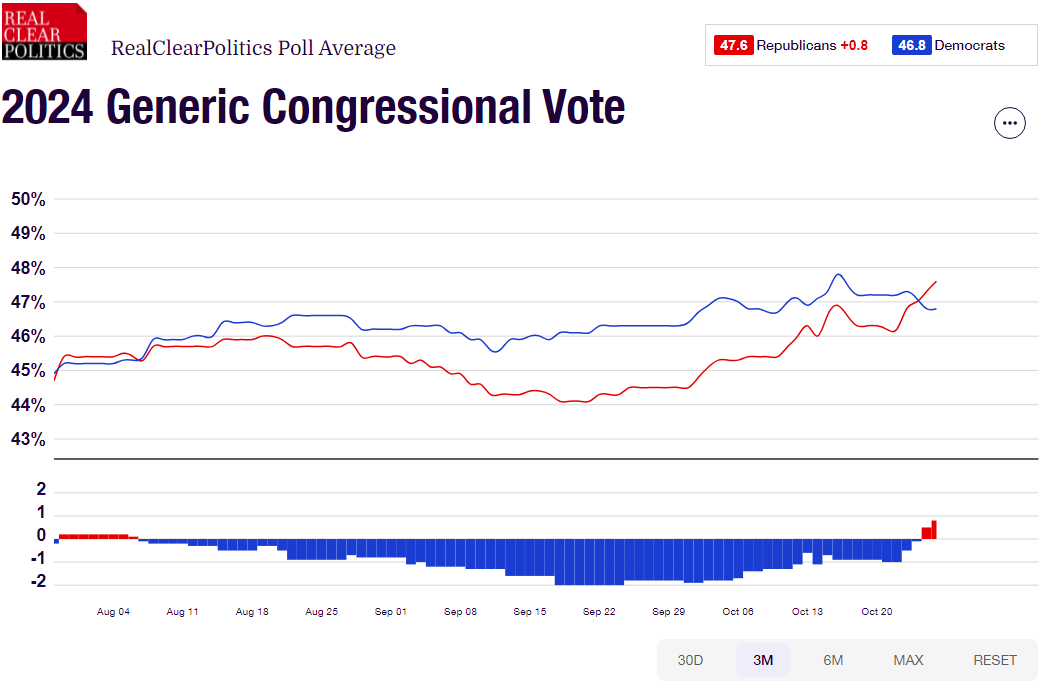 REAL
CLEAR
POLITICS
RealClearPolitics Poll Average
47.6 Republicans +0.8 46.8 Democrats
2024 Generic Congressional Vote
50%
49%
48%
47%
46%
45%
44%
43%
2
1
0
-1
-2
Aug 04 Aug 11 Aug 18 Aug 25 Sep 01 Sep 08 Sep 15 Sep 22 Sep 29 Oct 06 Oct 13 Oct 20
30D 3M 6M MAX RESET